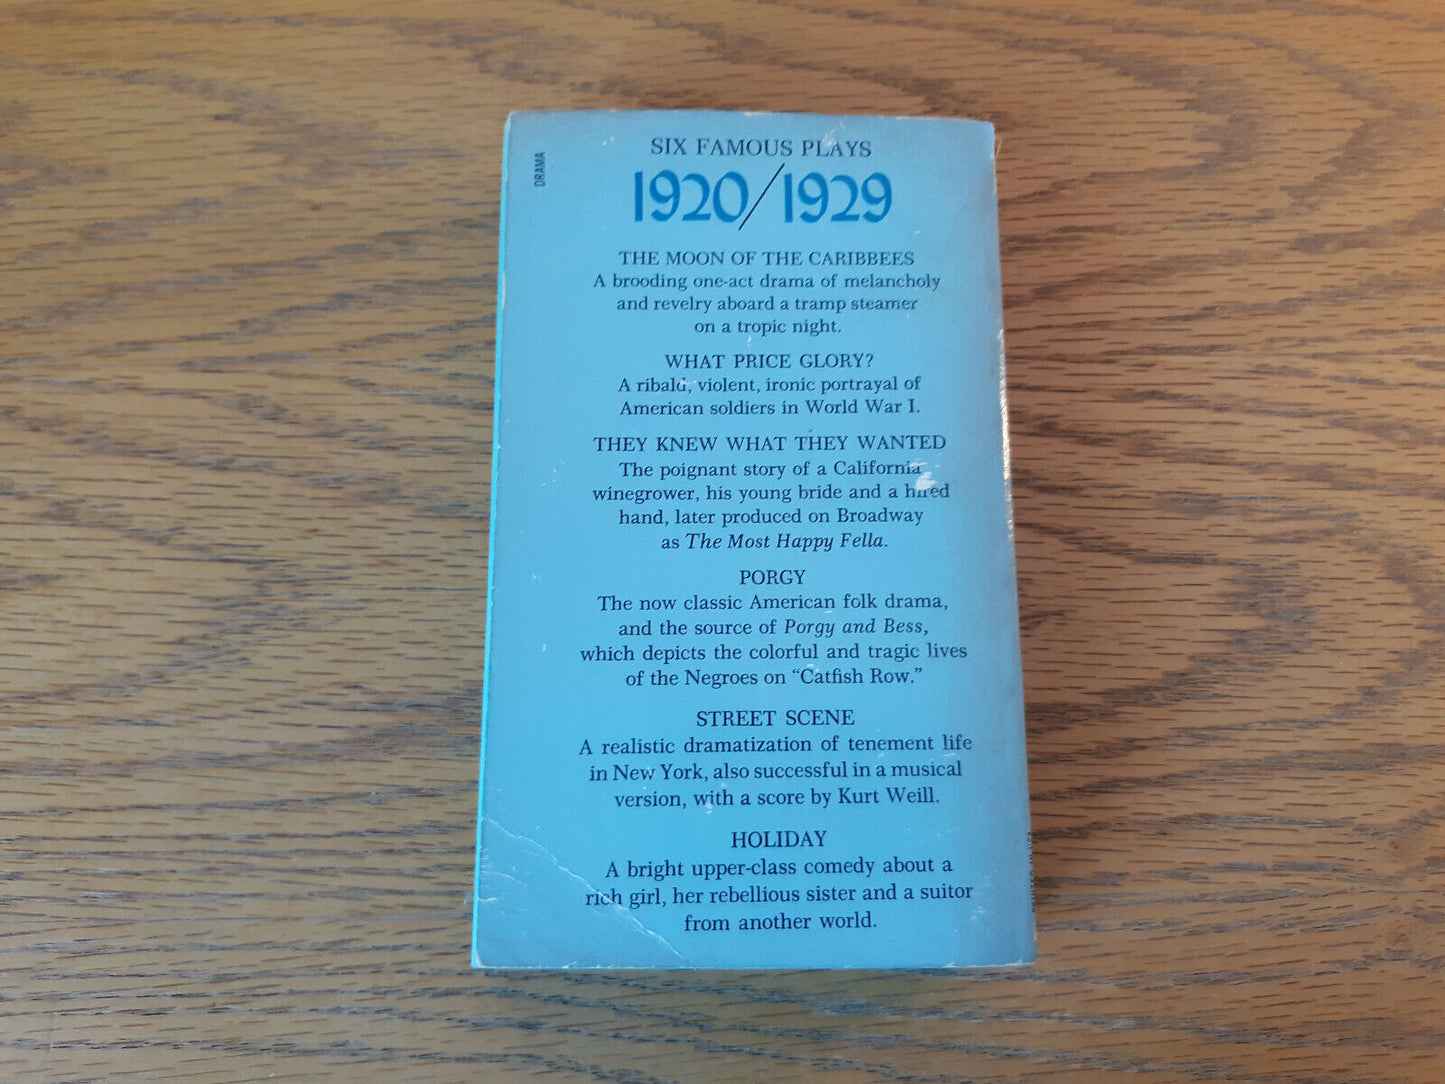 DRAMA
SIX FAMOUS PLAYS
1920/1929
THE MOON OF THE CARIBBEES
A brooding one-act drama of melancholy
and revelry aboard a tramp steamer
on a tropic night.
WHAT PRICE GLORY?
A ribald, violent, ironic portrayal of
American soldiers in World War I.
THEY KNEW WHAT THEY WANTED
The poignant story of a California
winegrower, his young bride and a hired
hand, later produced on Broadway
as The Most Happy Fella.
PORGY
The now classic American folk drama,
and the source of Porgy and Bess,
which depicts the colorful and tragic lives
of the Negroes on “Catfish Row.”
STREET SCENE
A realistic dramatization of tenement life
in New York, also successful in a musical
version, with a score by Kurt Weill.
HOLIDAY
A bright upper-class comedy about a
rich girl, her rebellious sister and a suitor
from another world.